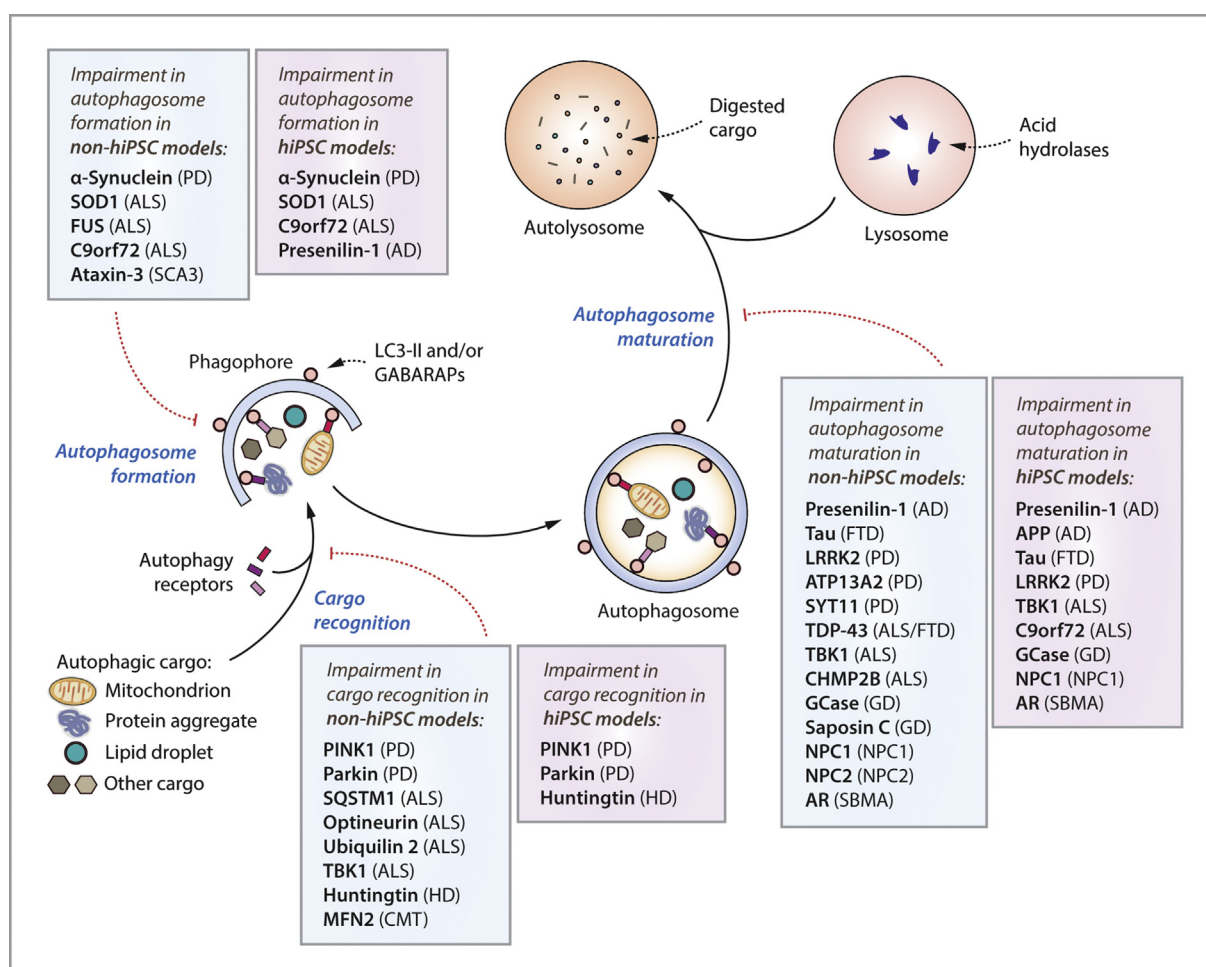 Impairment in
autophagosome
formation in
non-hiPSC models:
α-Synuclein (PD)
SOD1 (ALS)
FUS (ALS)
C9orf72 (ALS)
Ataxin-3 (SCA3)
Impairment in
autophagosome
formation in
hiPSC models:
α-Synuclein (PD)
SOD1 (ALS)
C9orf72 (ALS)
Presenilin-1 (AD)
Digested
cargo
Autolysosome
Acid
hydrolases
Lysosome
Autophagosome
maturation
Phagophore
LC3-II and/or
GABARAPs
Autophagosome
formation
Autophagy
receptors
Cargo
recognition
Autophagosome
Autophagic cargo:
Mitochondrion
Protein aggregate
Lipid droplet
Other cargo
Impairment in
cargo recognition in
non-hiPSC models:
PINK1 (PD)
Parkin (PD)
SQSTM1 (ALS)
Optineurin (ALS)
Ubiquilin 2 (ALS)
TBK1 (ALS)
Huntingtin (HD)
MFN2 (CMT)
Impairment in
cargo recognition in
hiPSC models:
PINK1 (PD)
Parkin (PD)
Huntingtin (HD)
Impairment in
autophagosome
maturation in
non-hiPSC models:
Presenilin-1 (AD)
Tau (FTD)
LRRK2 (PD)
ATP13A2 (PD)
SYT11 (PD)
TDP-43 (ALS/FTD)
TBK1 (ALS)
CHMP2B (ALS)
GCase (GD)
Saposin C (GD)
NPC1 (NPC1)
NPC2 (NPC2)
AR (SBMA)
Impairment in
autophagosome
maturation in
hiPSC models:
Presenilin-1 (AD)
APP (AD)
Tau (FTD)
LRRK2 (PD)
TBK1 (ALS)
C9orf72 (ALS)
GCase (GD)
NPC1 (NPC1)
AR (SBMA)